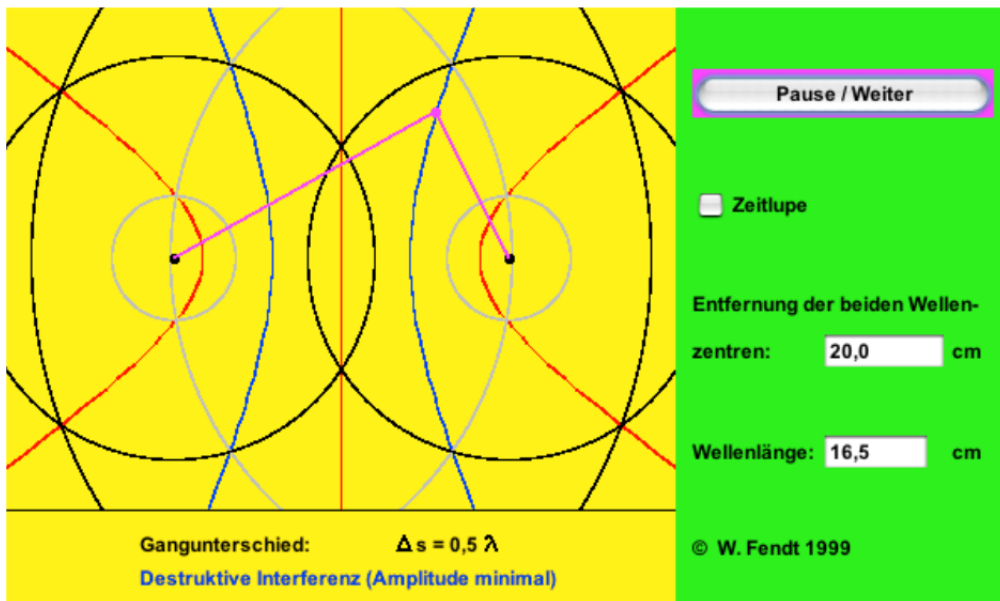 Pause / Weiter
Zeitlupe
Entfernung der beiden Wellen-
zentren: 20,0 cm
Wellenlänge: 16,5 cm
© W. Fendt 1999
Gangunterschied: Δ s = 0,5 λ
Destruktive Interferenz (Amplitude minimal)